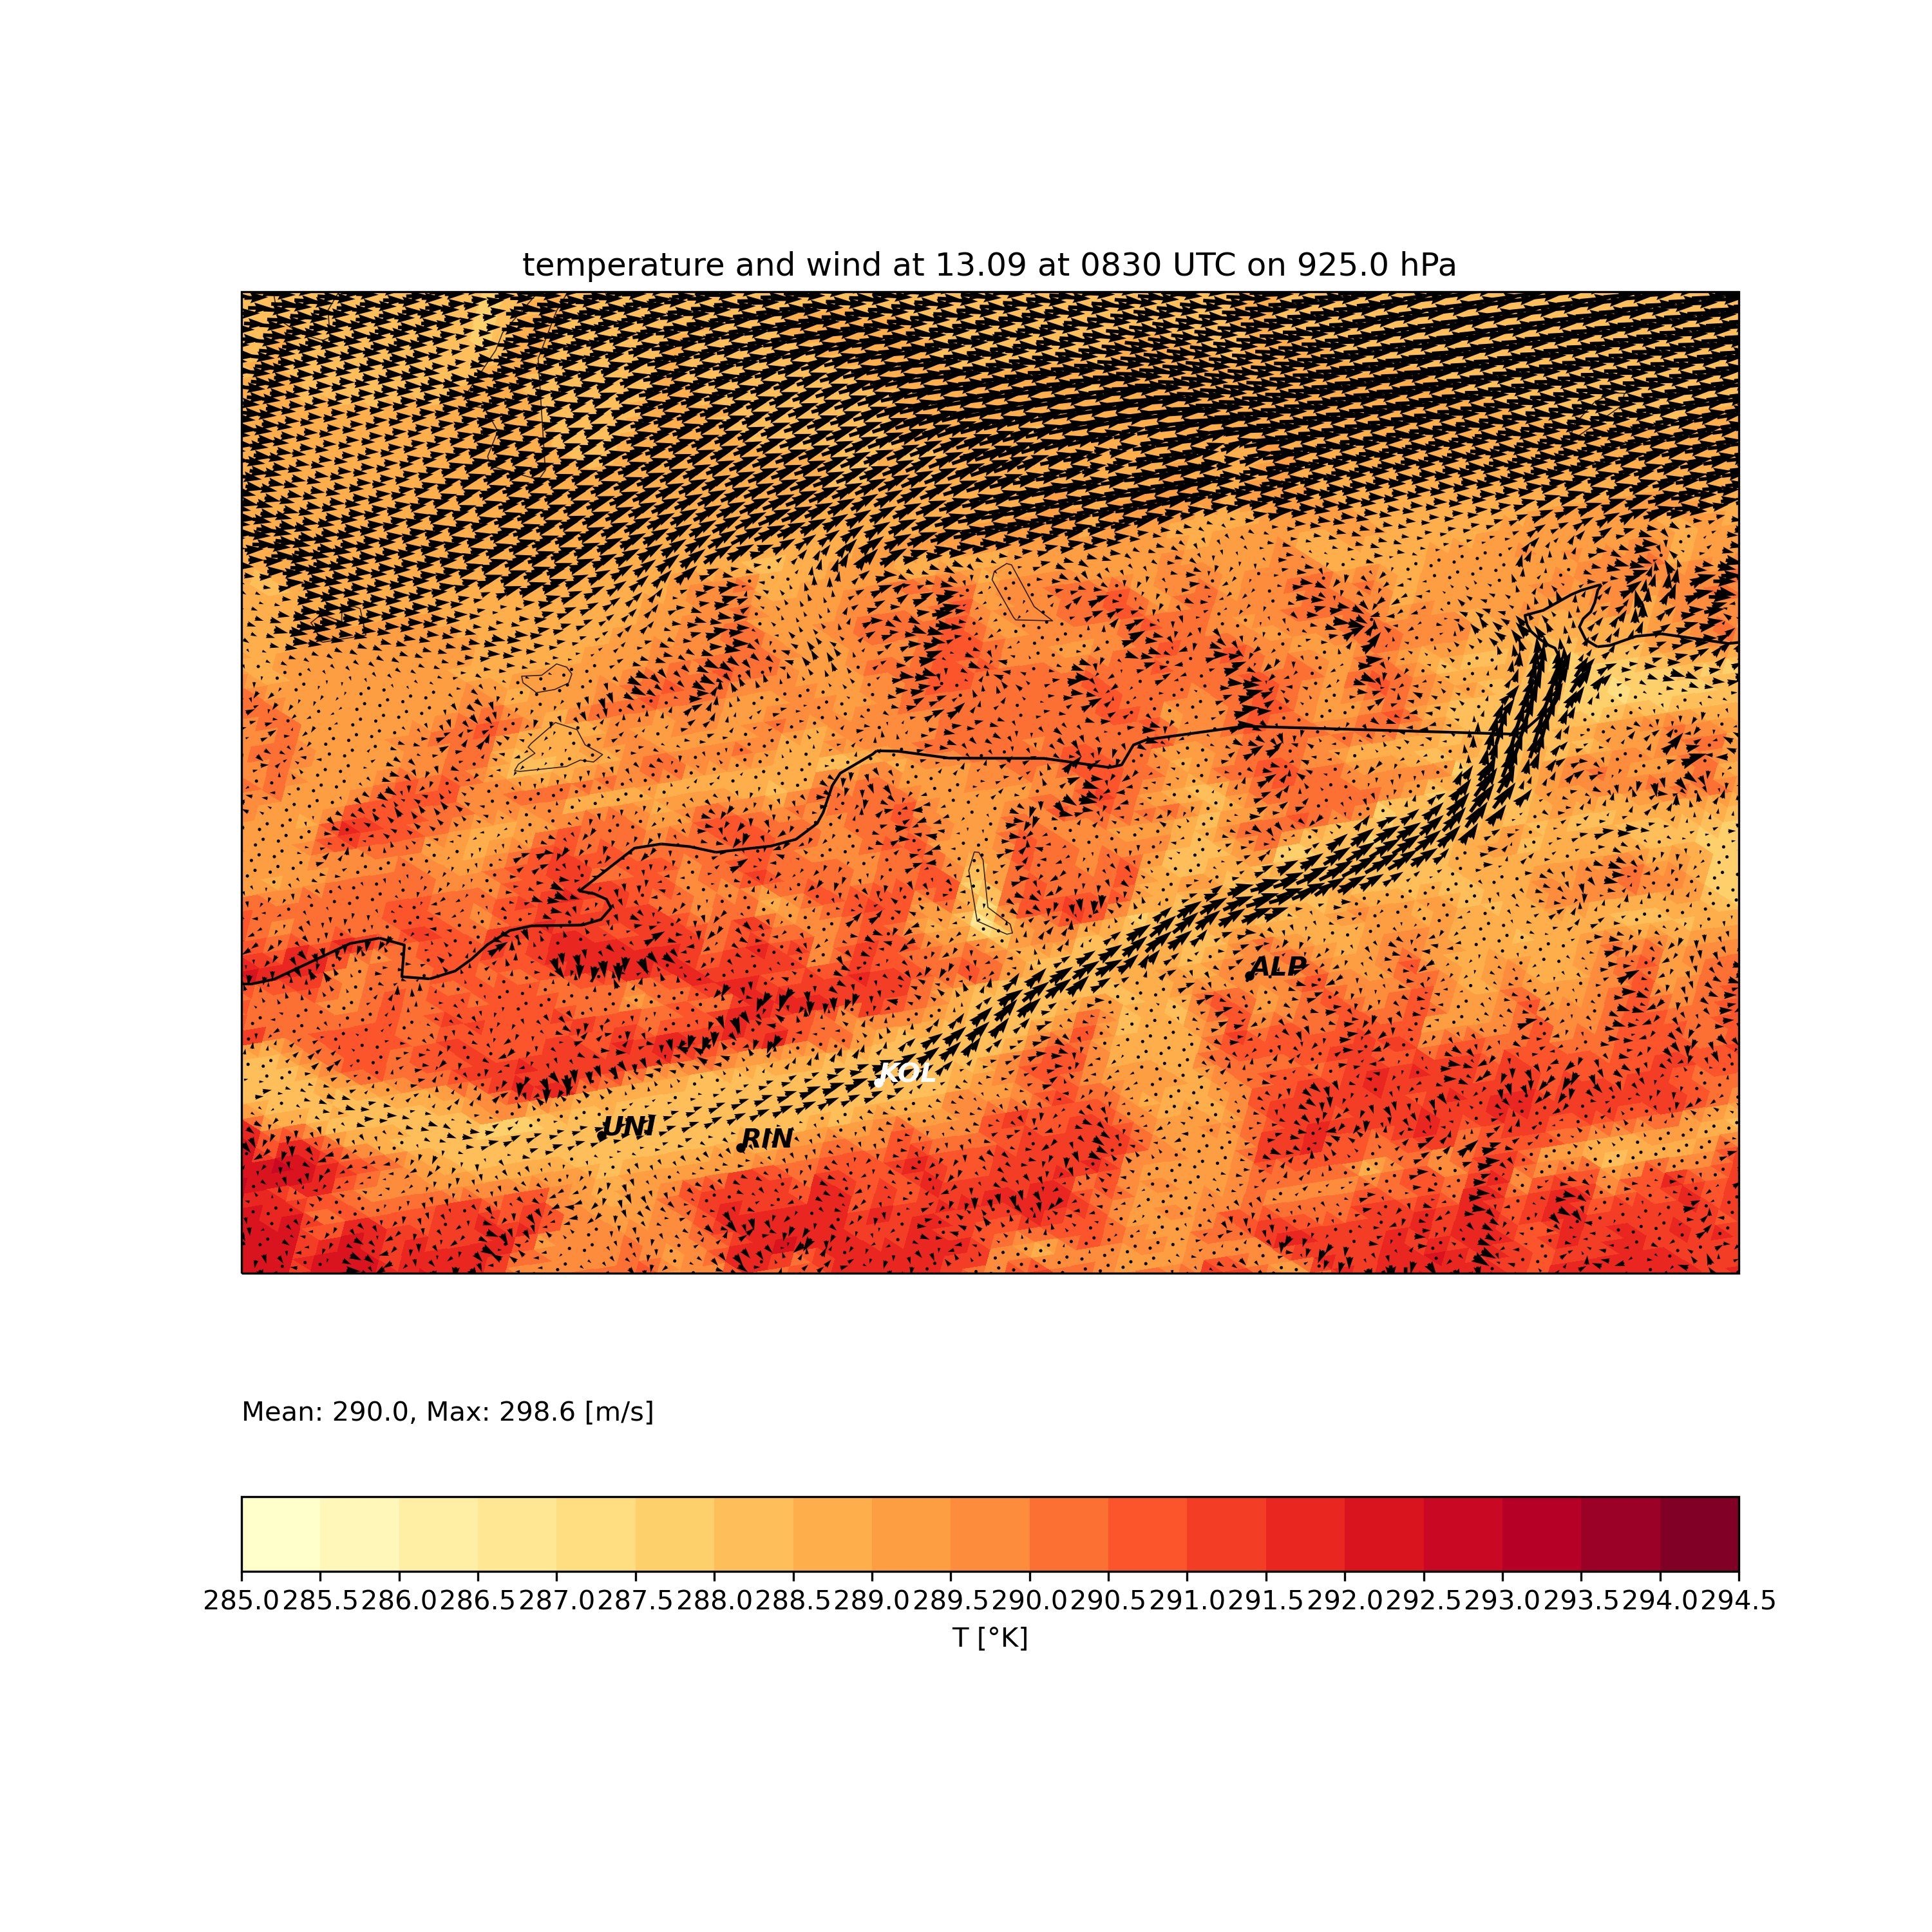 temperature and wind at 13.09 at 0830 UTC on 925.0 hPa
ALP
KOL
UNI
RIN
Mean: 290.0, Max: 298.6 [m/s]
285.0 285.5 286.0 286.5 287.0 287.5 288.0 288.5 289.0 289.5 290.0 290.5 291.0 291.5 292.0 292.5 293.0 293.5 294.0 294.5
T [°K]